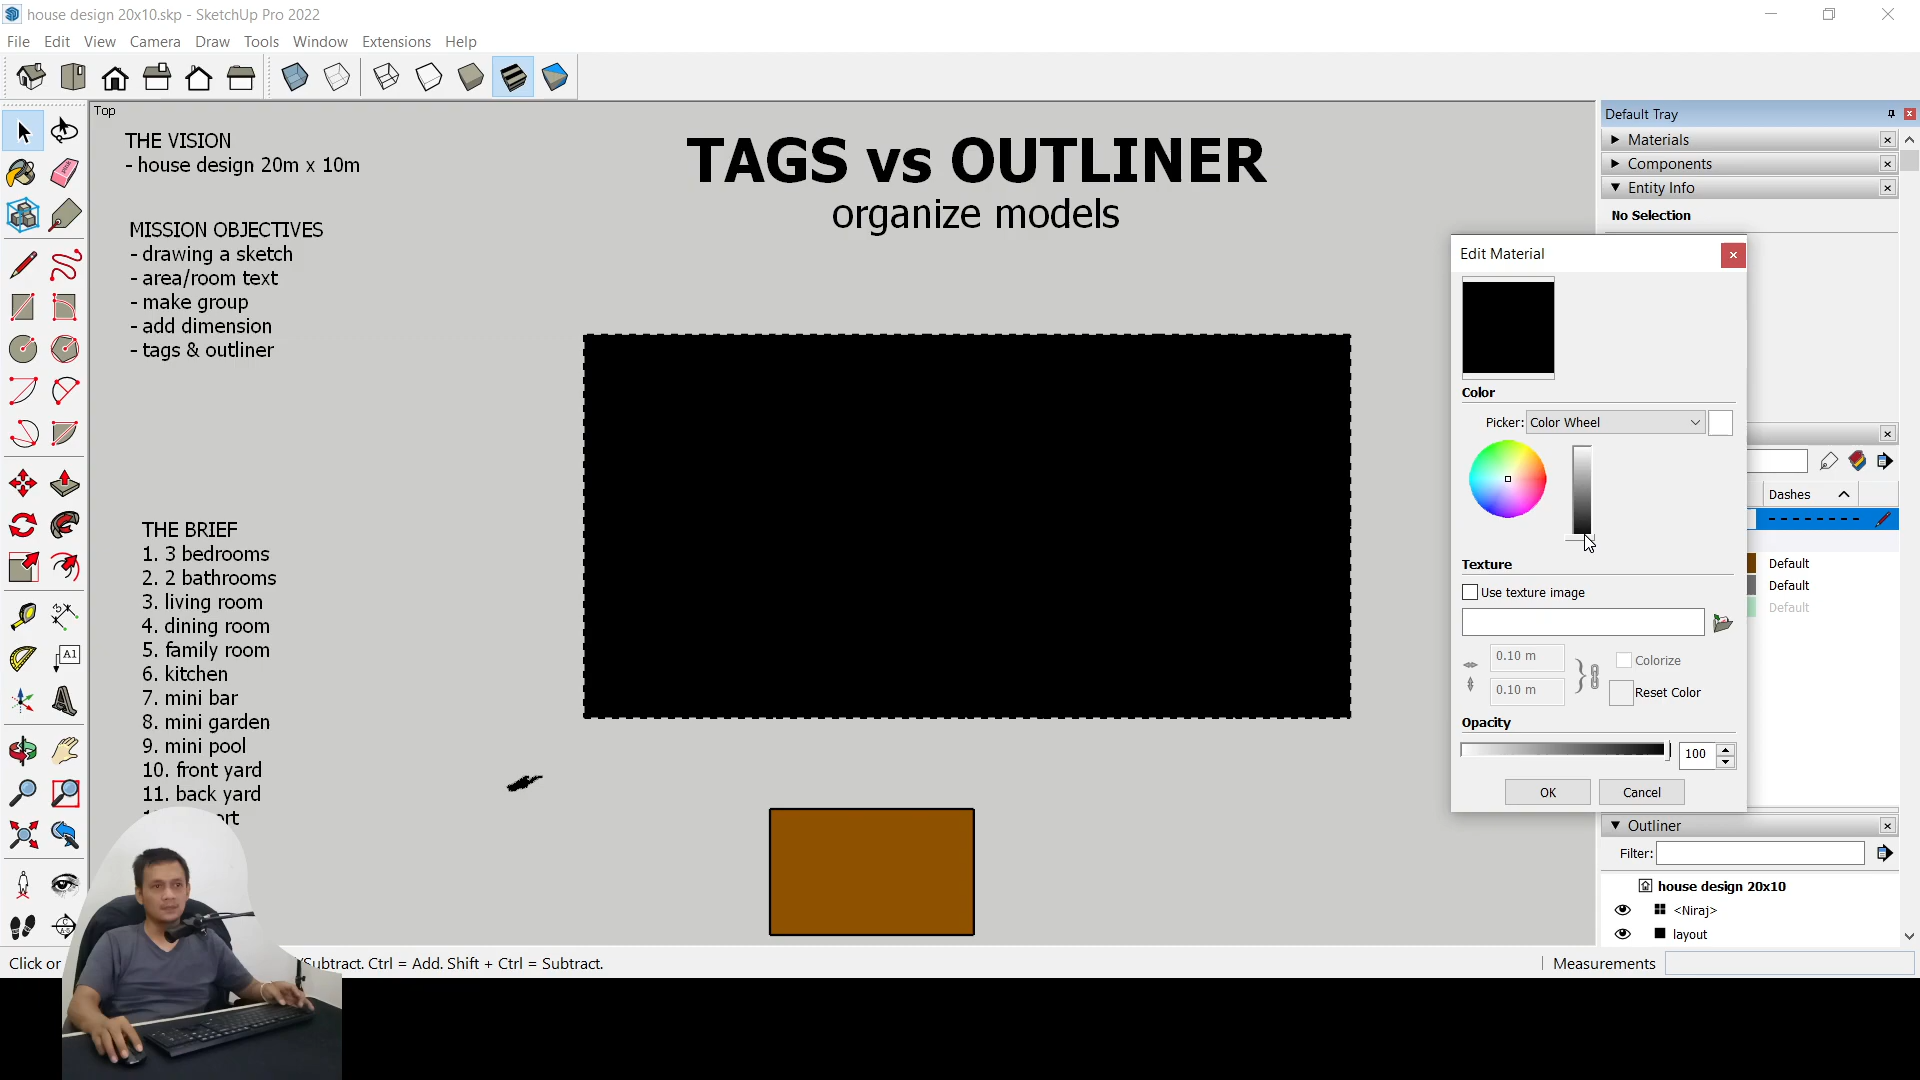 house design 20x10.skp - SketchUp Pro 2022
File Edit View Camera Draw Tools Window Extensions Help
Top
THE VISION
- house design 20m x 10m
MISSION OBJECTIVES
- drawing a sketch
- area/room text
- make group
- add dimension
- tags & outliner
THE BRIEF
1. 3 bedrooms
2. 2 bathrooms
3. living room
4. dining room
5. family room
6. kitchen
7. mini bar
8. mini garden
9. mini pool
10. front yard
11. back yard
TAGS vs OUTLINER
organize models
Default Tray
Materials
Components
Entity Info
No Selection
Edit Material
Color
Picker: Color Wheel
Texture
Use texture image
0.10 m
Colorize
0.10 m
Reset Color
Opacity
100
OK Cancel
Dashes
Default
Default
Default
Outliner
Filter:
house design 20x10
<Niraj>
layout
Click or
/Subtract. Ctrl = Add. Shift + Ctrl = Subtract.
Measurements